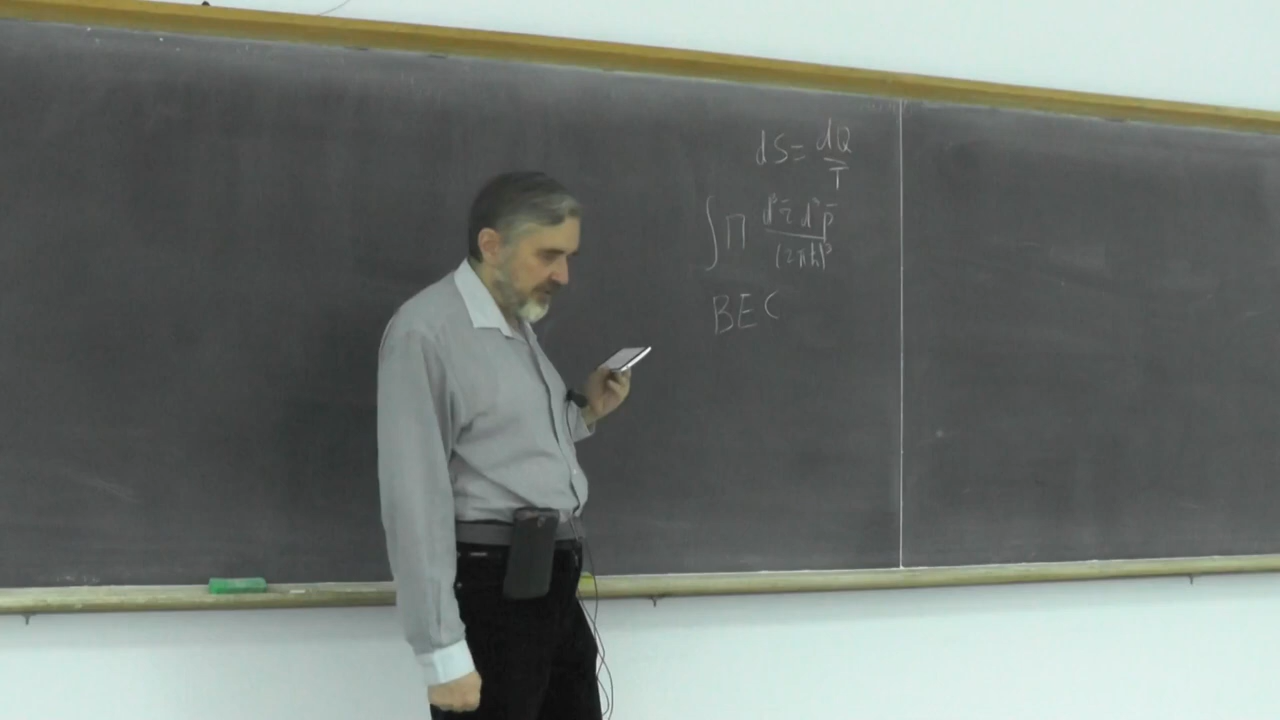 dS = dQ/T
∫∏ d³r̄ d³p̄/(2πħ)³
BEC